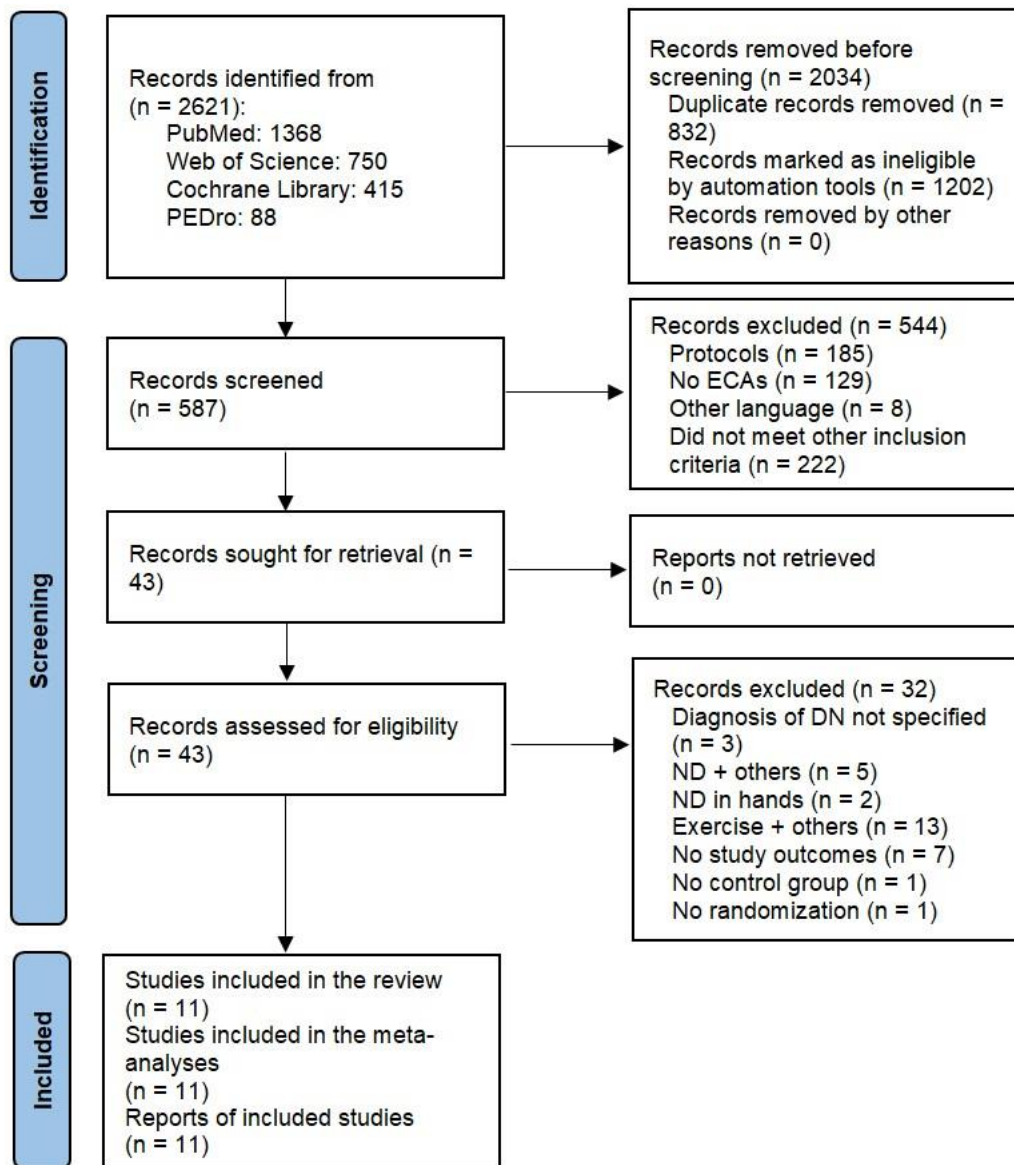 Identification
Records identified from
(n = 2621):
PubMed: 1368
Web of Science: 750
Cochrane Library: 415
PEDro: 88
Records removed before
screening (n = 2034)
Duplicate records removed (n =
832)
Records marked as ineligible
by automation tools (n = 1202)
Records removed by other
reasons (n = 0)
Screening
Records screened
(n = 587)
Records excluded (n = 544)
Protocols (n = 185)
No ECAs (n = 129)
Other language (n = 8)
Did not meet other inclusion
criteria (n = 222)
Records sought for retrieval (n =
43)
Reports not retrieved
(n = 0)
Records assessed for eligibility
(n = 43)
Records excluded (n = 32)
Diagnosis of DN not specified
(n = 3)
ND + others (n = 5)
ND in hands (n = 2)
Exercise + others (n = 13)
No study outcomes (n = 7)
No control group (n = 1)
No randomization (n = 1)
Included
Studies included in the review
(n = 11)
Studies included in the meta-
analyses
(n = 11)
Reports of included studies
(n = 11)